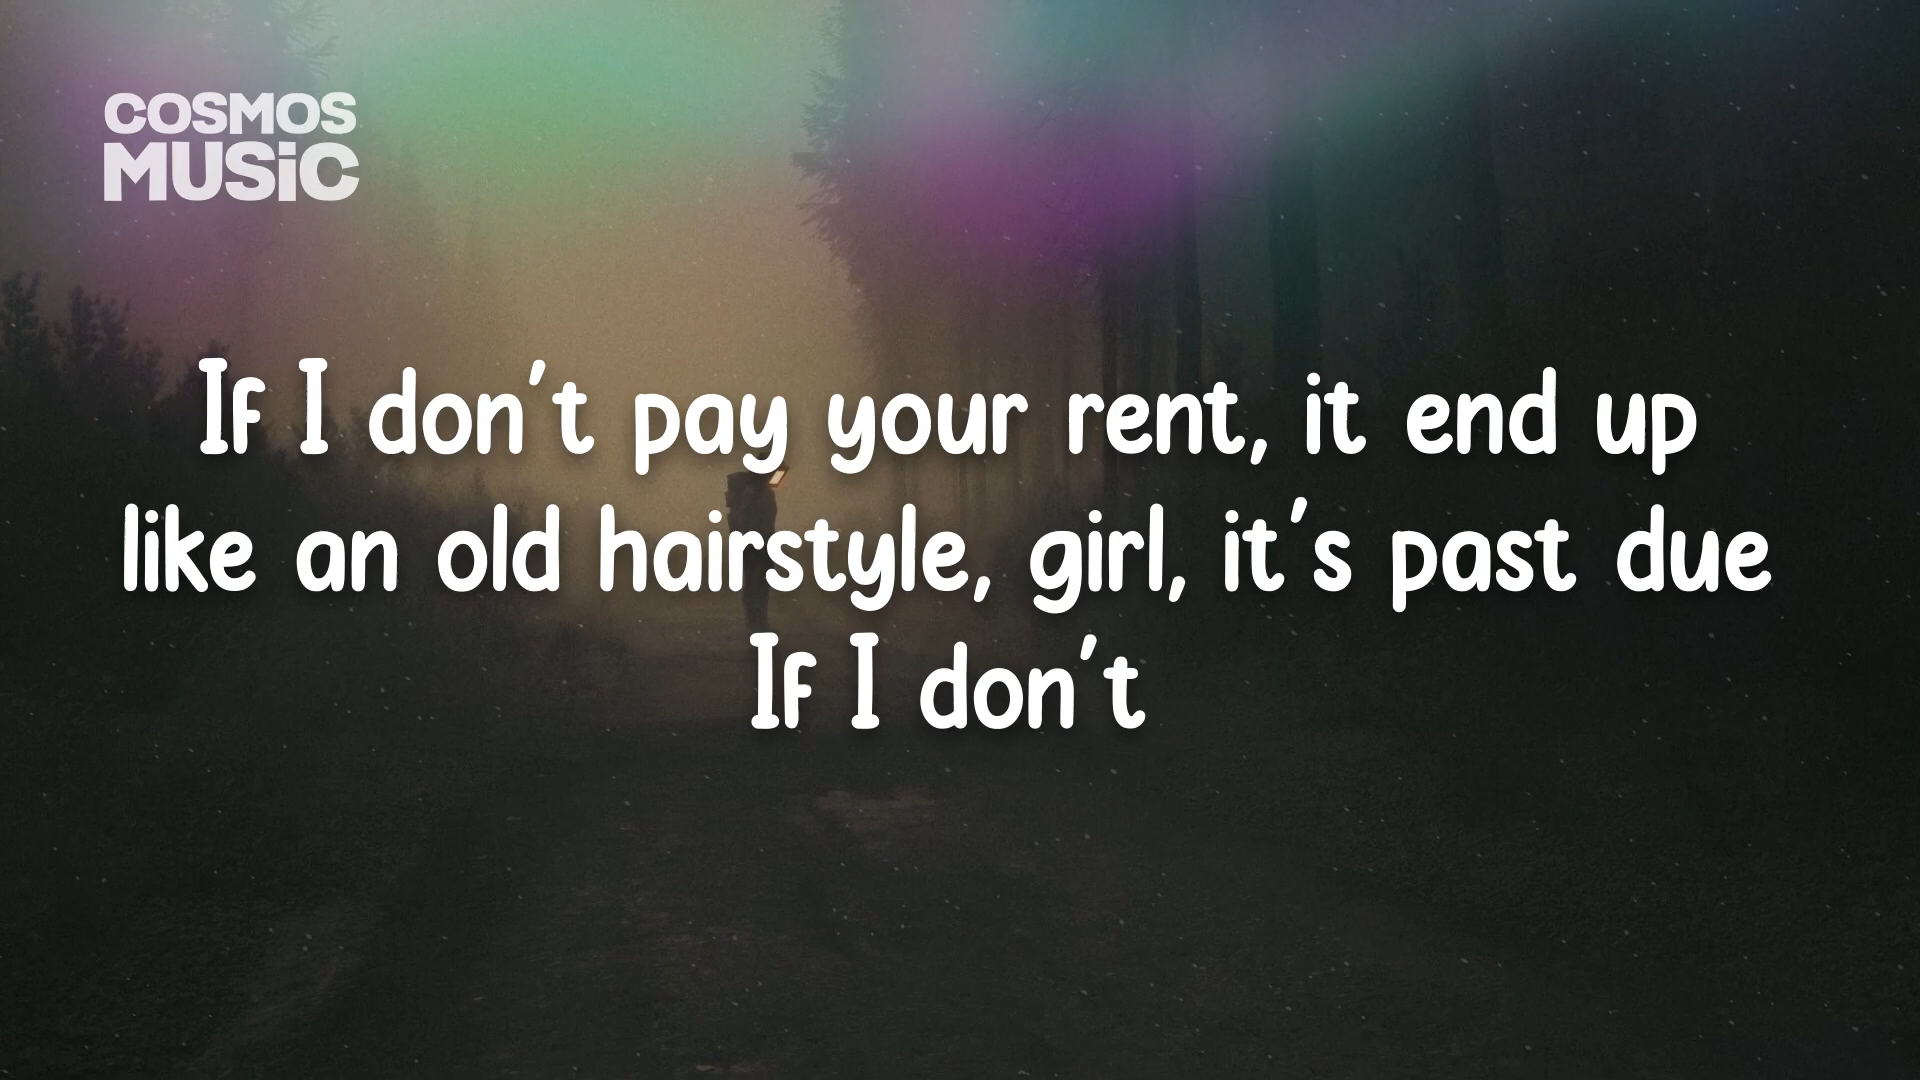 COSMOS
MUSiC
If I don't pay your rent, it end up
like an old hairstyle, girl, it's past due
If I don't